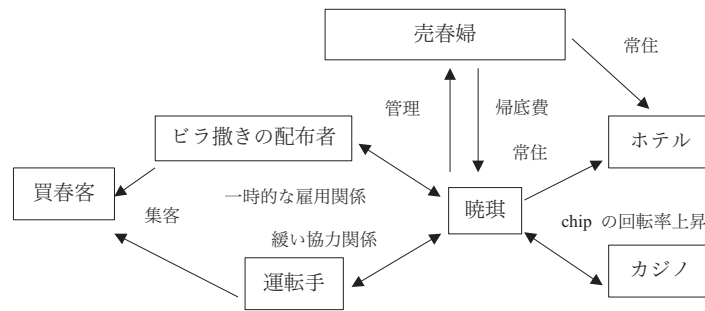 売春婦
常住
管理
帰底費
ビラ撒きの配布者
常住
ホテル
買春客
一時的な雇用関係
暁琪
集客
chip の回転率上昇
緩い協力関係
運転手
カジノ